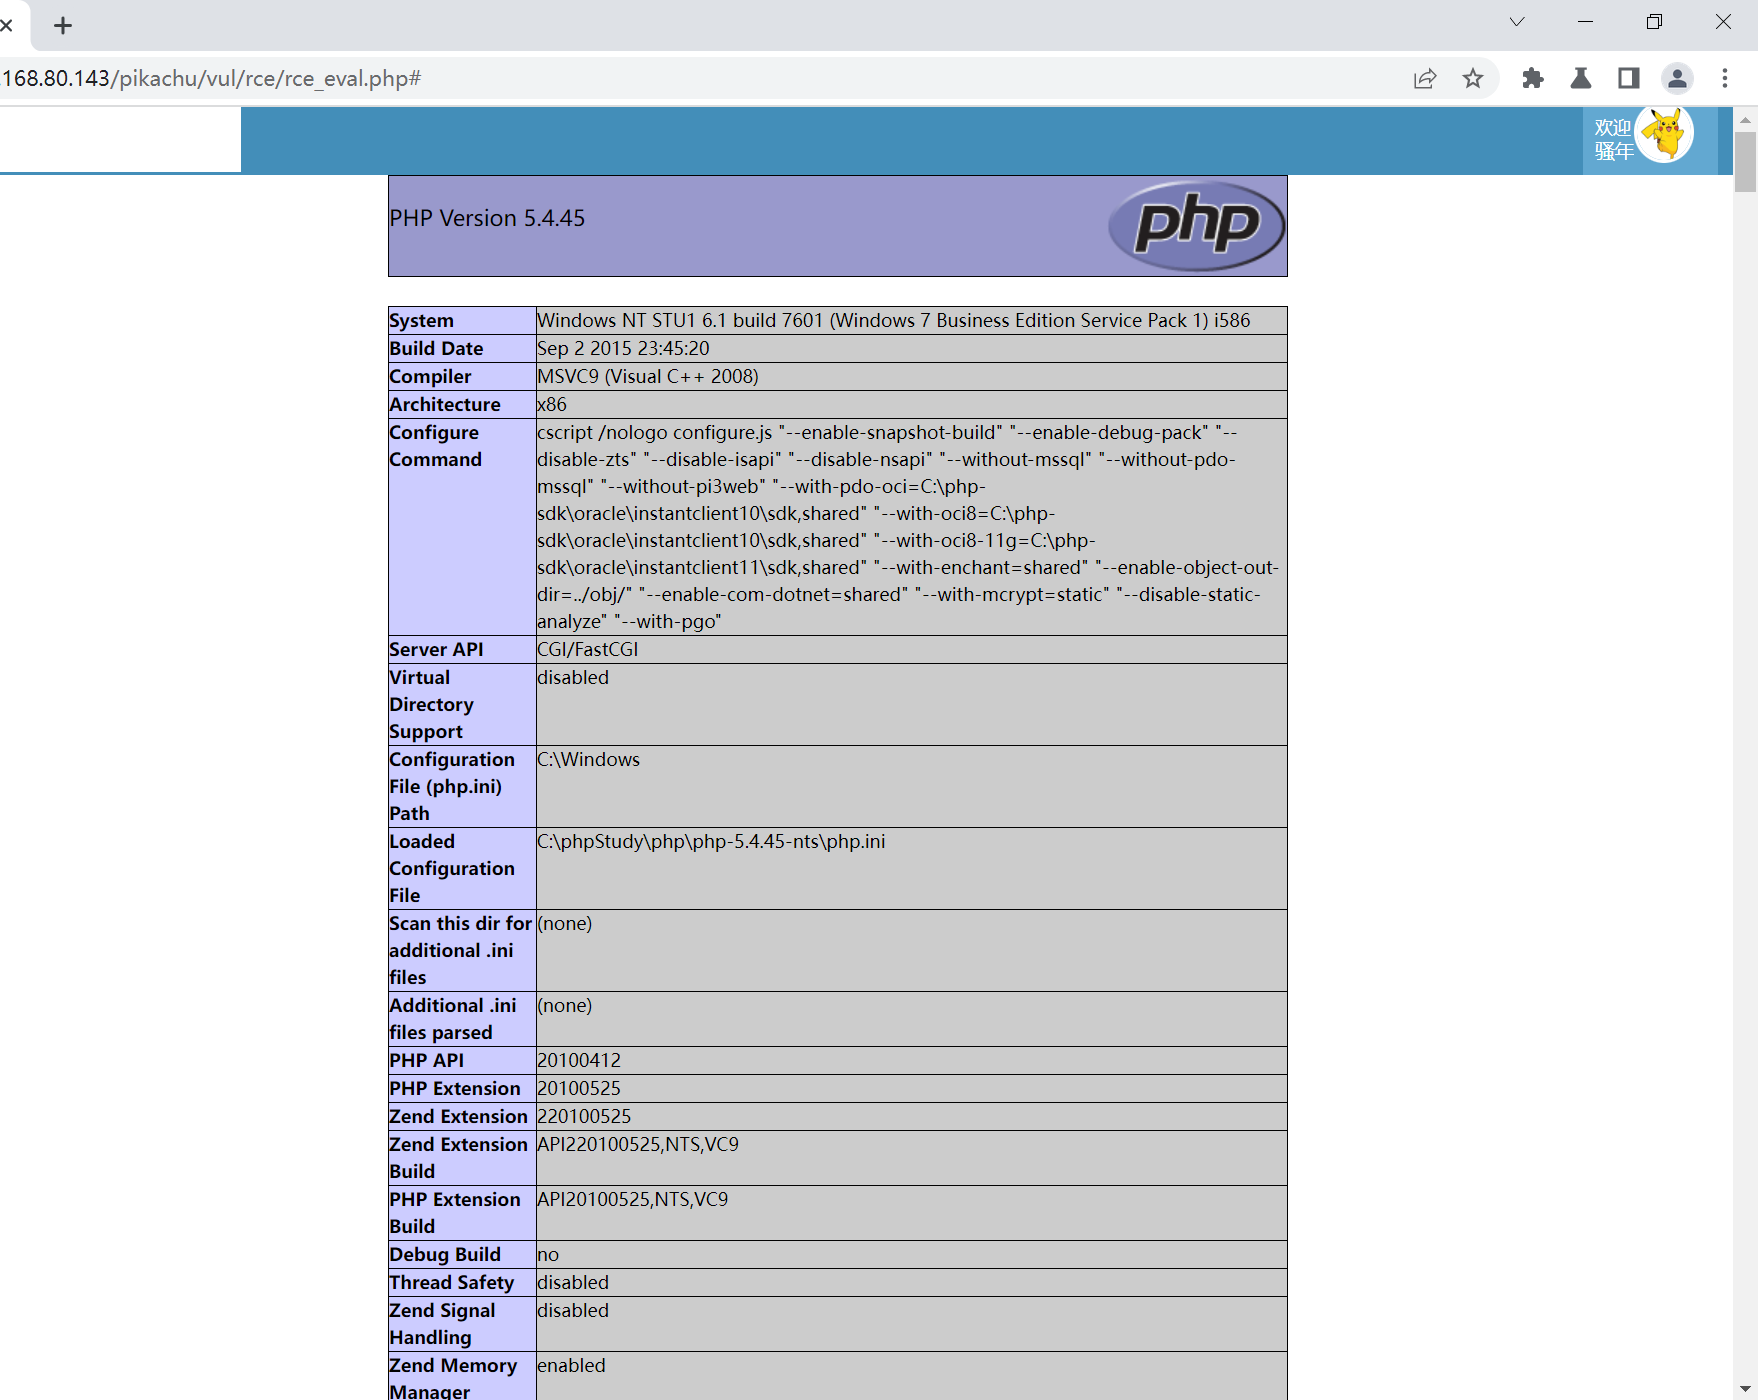 168.80.143/pikachu/vul/rce/rce_eval.php#
欢迎
骚年
PHP Version 5.4.45
php
System Windows NT STU1 6.1 build 7601 (Windows 7 Business Edition Service Pack 1) i586
Build Date Sep 2 2015 23:45:20
Compiler MSVC9 (Visual C++ 2008)
Architecture x86
Configure cscript /nologo configure.js "--enable-snapshot-build" "--enable-debug-pack" "--
Command disable-zts" "--disable-isapi" "--disable-nsapi" "--without-mssql" "--without-pdo-
mssql" "--without-pi3web" "--with-pdo-oci=C:\php-
sdk\oracle\instantclient10\sdk,shared" "--with-oci8=C:\php-
sdk\oracle\instantclient10\sdk,shared" "--with-oci8-11g=C:\php-
sdk\oracle\instantclient11\sdk,shared" "--with-enchant=shared" "--enable-object-out-
dir=../obj/" "--enable-com-dotnet=shared" "--with-mcrypt=static" "--disable-static-
analyze" "--with-pgo"
Server API CGI/FastCGI
Virtual disabled
Directory
Support
Configuration C:\Windows
File (php.ini)
Path
Loaded C:\phpStudy\php\php-5.4.45-nts\php.ini
Configuration
File
Scan this dir for (none)
additional .ini
files
Additional .ini (none)
files parsed
PHP API 20100412
PHP Extension 20100525
Zend Extension 220100525
Zend Extension API220100525,NTS,VC9
Build
PHP Extension API20100525,NTS,VC9
Build
Debug Build no
Thread Safety disabled
Zend Signal disabled
Handling
Zend Memory enabled
Manager